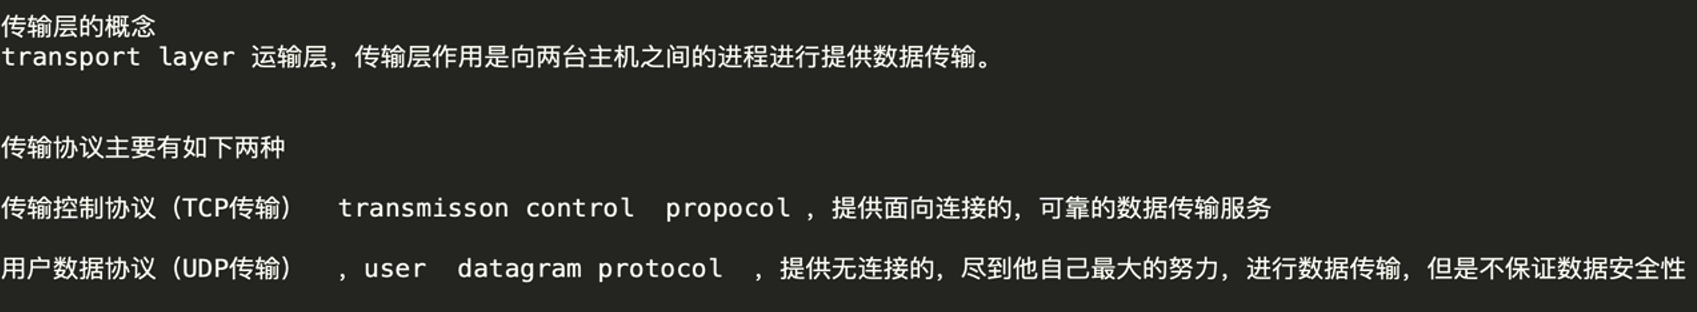 传输层的概念
transport layer 运输层，传输层作用是向两台主机之间的进程进行提供数据传输。
传输协议主要有如下两种
传输控制协议（TCP传输） transmisson control propocol ，提供面向连接的，可靠的数据传输服务
用户数据协议（UDP传输） ，user datagram protocol ，提供无连接的，尽到他自己最大的努力，进行数据传输，但是不保证数据安全性